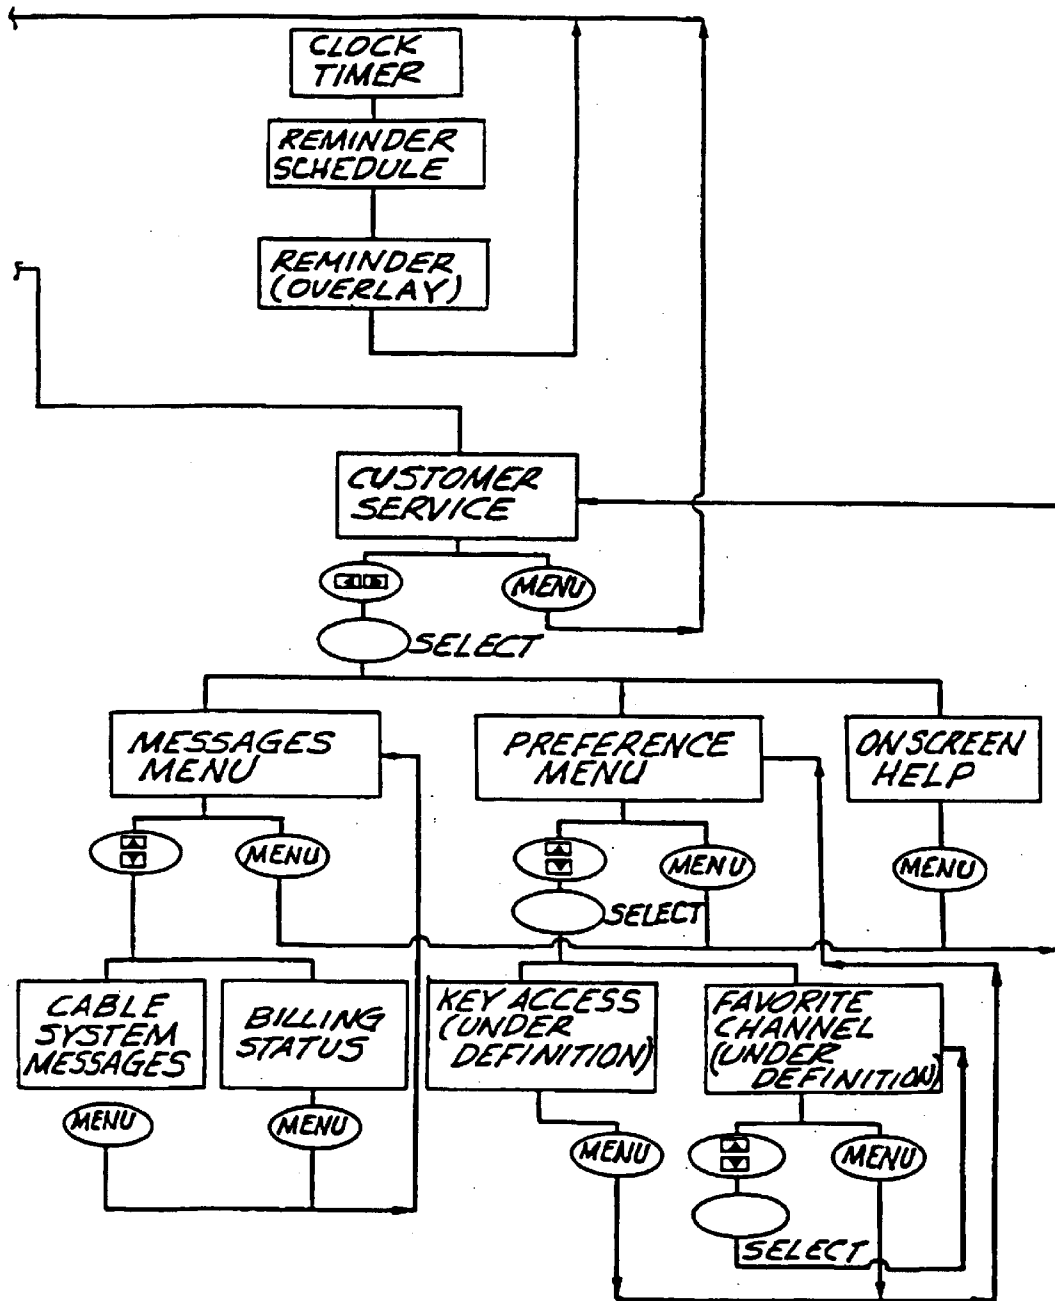 CLOCK
TIMER
REMINDER
SCHEDULE
REMINDER
(OVERLAY)
CUSTOMER
SERVICE
MENU
SELECT
MESSAGES
MENU
PREFERENCE
MENU
ON SCREEN
HELP
MENU
MENU
MENU
SELECT
CABLE
SYSTEM
MESSAGES
BILLING
STATUS
KEY ACCESS
(UNDER
DEFINITION)
FAVORITE
CHANNEL
(UNDER
DEFINITION)
MENU
MENU
MENU
MENU
SELECT